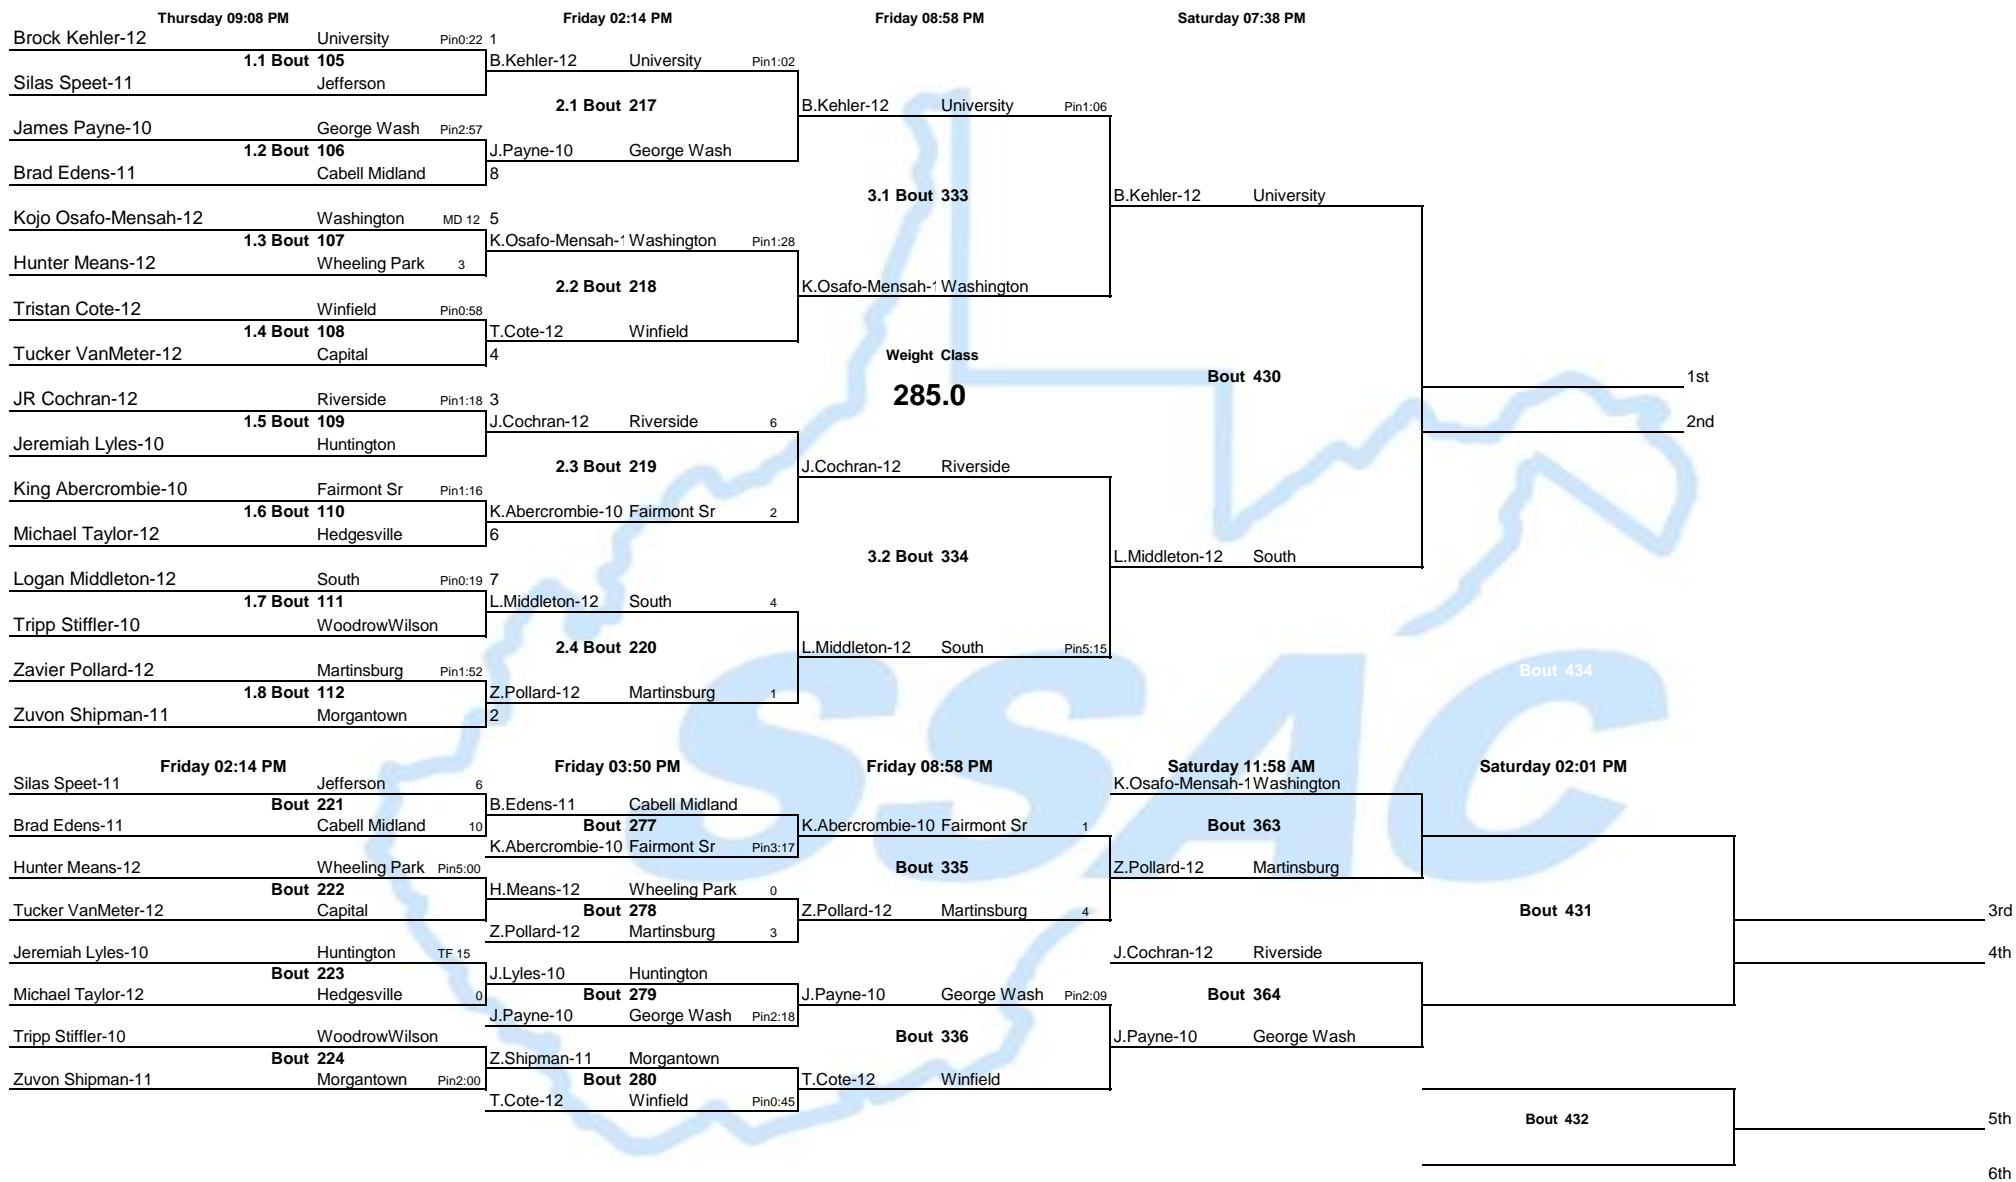 Thursday 09:08 PM Friday 02:14 PM Friday 08:58 PM Saturday 07:38 PM
Brock Kehler-12 University Pin0:22 1
1.1 Bout 105 B.Kehler-12 University Pin1:02
Silas Speet-11 Jefferson
2.1 Bout 217 B.Kehler-12 University Pin1:06
James Payne-10 George Wash Pin2:57
1.2 Bout 106 J.Payne-10 George Wash
Brad Edens-11 Cabell Midland 8
3.1 Bout 333 B.Kehler-12 University
Kojo Osafo-Mensah-12 Washington MD 12 5
1.3 Bout 107 K.Osafo-Mensah-1 Washington Pin1:28
Hunter Means-12 Wheeling Park 3
2.2 Bout 218 K.Osafo-Mensah-1 Washington
Tristan Cote-12 Winfield Pin0:58
1.4 Bout 108 T.Cote-12 Winfield
Tucker VanMeter-12 Capital 4 Weight Class
Bout 430 1st
JR Cochran-12 Riverside Pin1:18 3 285.0
1.5 Bout 109 J.Cochran-12 Riverside 6 2nd
Jeremiah Lyles-10 Huntington
2.3 Bout 219 J.Cochran-12 Riverside
King Abercrombie-10 Fairmont Sr Pin1:16
1.6 Bout 110 K.Abercrombie-10 Fairmont Sr 2
Michael Taylor-12 Hedgesville 6
3.2 Bout 334 L.Middleton-12 South
Logan Middleton-12 South Pin0:19 7
1.7 Bout 111 L.Middleton-12 South 4
Tripp Stiffler-10 WoodrowWilson
2.4 Bout 220 L.Middleton-12 South Pin5:15
Zavier Pollard-12 Martinsburg Pin1:52 Bout 434
1.8 Bout 112 Z.Pollard-12 Martinsburg 1
Zuvon Shipman-11 Morgantown 2
SSAC
Friday 02:14 PM Friday 03:50 PM Friday 08:58 PM Saturday 11:58 AM Saturday 02:01 PM
Silas Speet-11 Jefferson 6 K.Osafo-Mensah-1 Washington
Bout 221 B.Edens-11 Cabell Midland
Brad Edens-11 Cabell Midland 10 Bout 277 K.Abercrombie-10 Fairmont Sr 1 Bout 363
K.Abercrombie-10 Fairmont Sr Pin3:17
Hunter Means-12 Wheeling Park Pin5:00 Bout 335 Z.Pollard-12 Martinsburg
Bout 222 H.Means-12 Wheeling Park 0
Tucker VanMeter-12 Capital Bout 278 Z.Pollard-12 Martinsburg 4 Bout 431 3rd
Z.Pollard-12 Martinsburg 3
Jeremiah Lyles-10 Huntington TF 15 J.Cochran-12 Riverside 4th
Bout 223 J.Lyles-10 Huntington
Michael Taylor-12 Hedgesville 0 Bout 279 J.Payne-10 George Wash Pin2:09 Bout 364
J.Payne-10 George Wash Pin2:18
Tripp Stiffler-10 WoodrowWilson Bout 336 J.Payne-10 George Wash
Bout 224 Z.Shipman-11 Morgantown
Zuvon Shipman-11 Morgantown Pin2:00 Bout 280 T.Cote-12 Winfield
T.Cote-12 Winfield Pin0:45
Bout 432 5th
6th